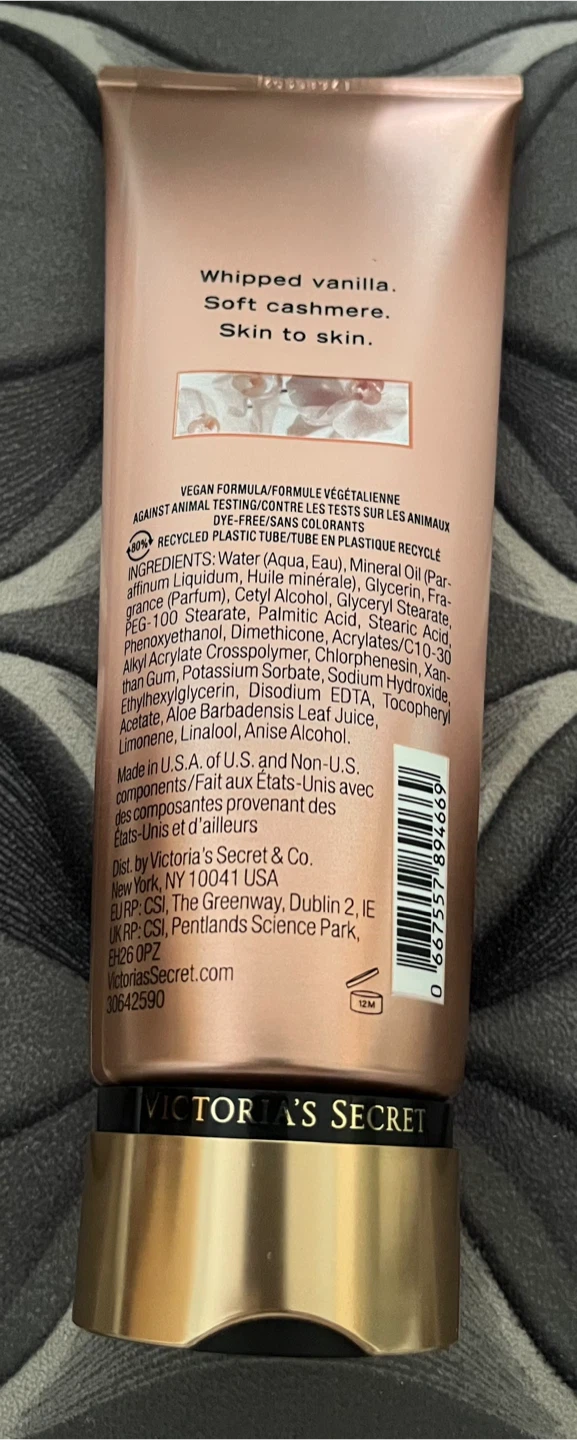 Whipped vanilla.
Soft cashmere.
Skin to skin.
VEGAN FORMULA/FORMULE VÉGÉTALIENNE
AGAINST ANIMAL TESTING/CONTRE LES TESTS SUR LES ANIMAUX
DYE-FREE/SANS COLORANTS
80% RECYCLED PLASTIC TUBE/TUBE EN PLASTIQUE RECYCLÉ
INGREDIENTS: Water (Aqua, Eau), Mineral Oil (Par-
affinum Liquidum, Huile minérale), Glycerin, Fra-
grance (Parfum), Cetyl Alcohol, Glyceryl Stearate,
PEG-100 Stearate, Palmitic Acid, Stearic Acid,
Phenoxyethanol, Dimethicone, Acrylates/C10-30
Alkyl Acrylate Crosspolymer, Chlorphenesin, Xan-
than Gum, Potassium Sorbate, Sodium Hydroxide,
Ethylhexylglycerin, Disodium EDTA, Tocopheryl
Acetate, Aloe Barbadensis Leaf Juice,
Limonene, Linalool, Anise Alcohol.
Made in U.S.A. of U.S. and Non-U.S.
components/Fait aux États-Unis avec
des composantes provenant des
États-Unis et d'ailleurs
Dist. by Victoria's Secret & Co.
New York, NY 10041 USA
EU RP: CSI, The Greenway, Dublin 2, IE
UK RP: CSI, Pentlands Science Park,
EH26 0PZ
VictoriasSecret.com
30642590
12M
0 667557 894669
VICTORIA'S SECRET